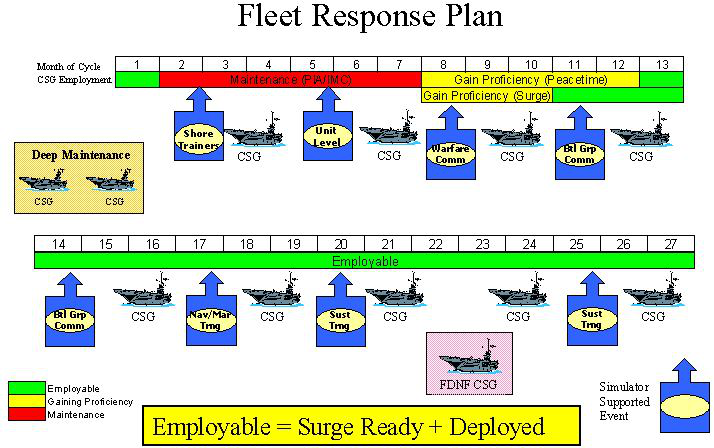 Fleet Response Plan
Month of Cycle 1 2 3 4 5 6 7 8 9 10 11 12 13
CSG Employment Maintenance (PIA/IMC) Gain Proficiency (Peacetime)
Gain Proficiency (Surge)
Shore
Trainers
CSG
Unit
Level
CSG
Warfare
Comm
CSG
Btl Grp
Comm
CSG
Deep Maintenance
CSG CSG
14 15 16 17 18 19 20 21 22 23 24 25 26 27
Employable
Btl Grp
Comm
CSG
Nav/Mar
Trng
CSG
Sust
Trng
CSG
CSG
Sust
Trng
CSG
FDNF CSG
Employable
Gaining Proficiency
Maintenance
Employable = Surge Ready + Deployed
Simulator
Supported
Event